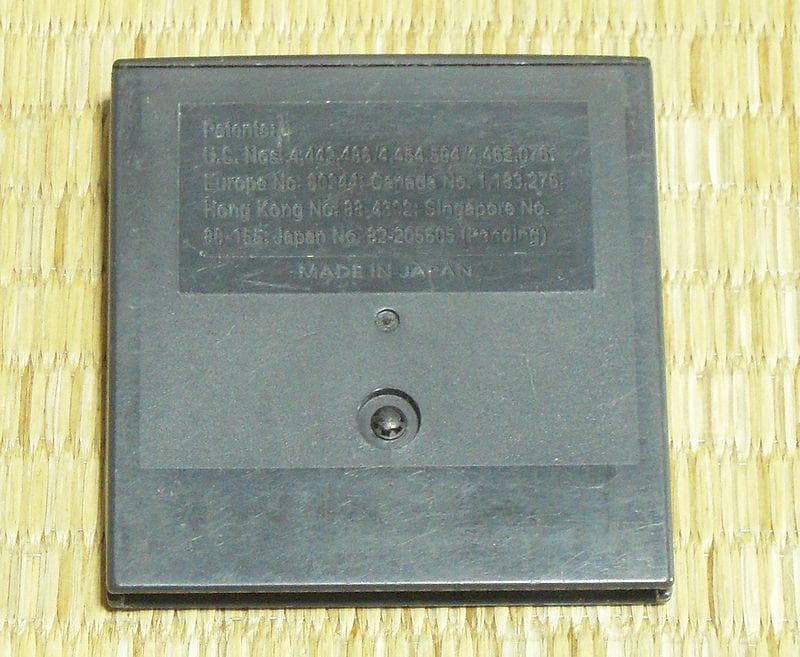 Patents:
U.S. Nos. 4,442,486/4,454,594/4,462,076;
Europe No. 80244; Canada No. 1,183,276;
Hong Kong No. 88-4302; Singapore No.
88-155; Japan No. 82-205605 (Pending)
MADE IN JAPAN